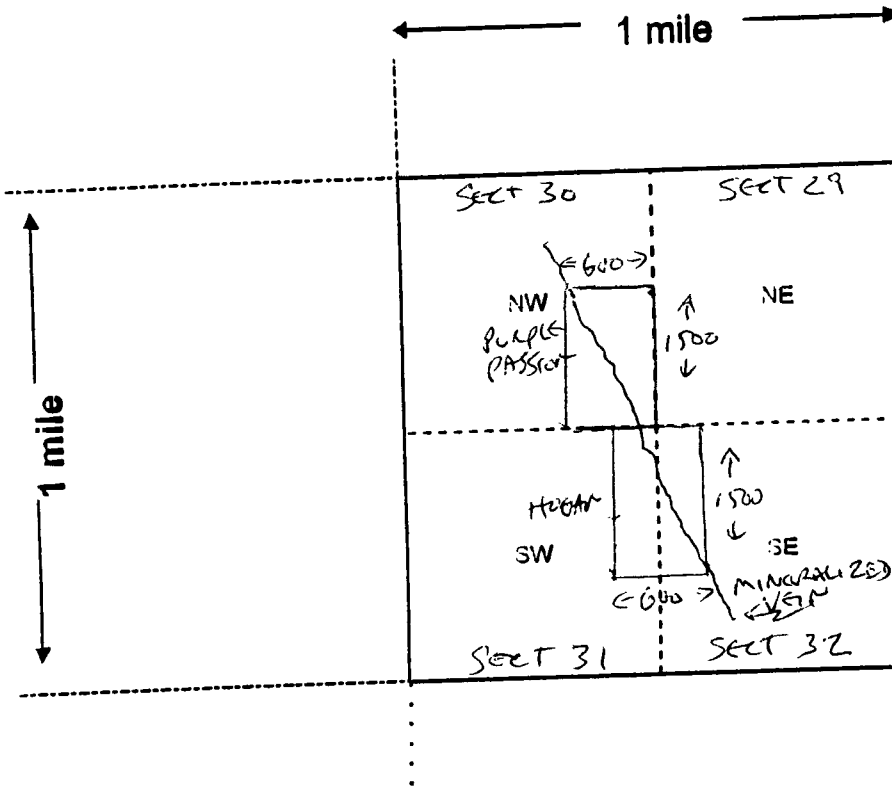 1 mile
SECT 30
SECT 29
←600→
NW
NE
PURPLE
PASSION
1500
1 mile
HOGAN
1500
SW
SE
←600→
MINERALIZED
VEIN
SECT 31
SECT 32